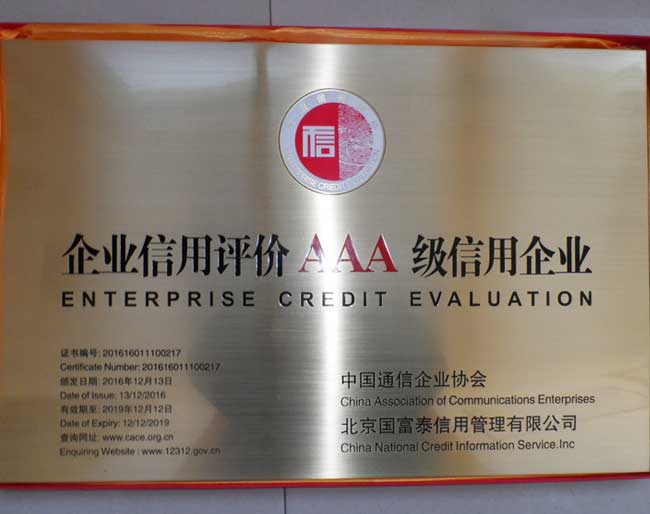 信
ENTERPRISE CREDIT EVALUATION
企业信用评价 AAA 级信用企业
ENTERPRISE CREDIT EVALUATION
证书编号: 201616011100217
Certificate Number: 201616011100217
颁发日期: 2016年12月13日
Date of Issue: 13/12/2016
有效期至: 2019年12月12日
Date of Expiry: 12/12/2019
查询网址: www.cace.org.cn
Enquiring Website : www.12312.gov.cn
中国通信企业协会
China Association of Communications Enterprises
北京国富泰信用管理有限公司
China National Credit Information Service.Inc